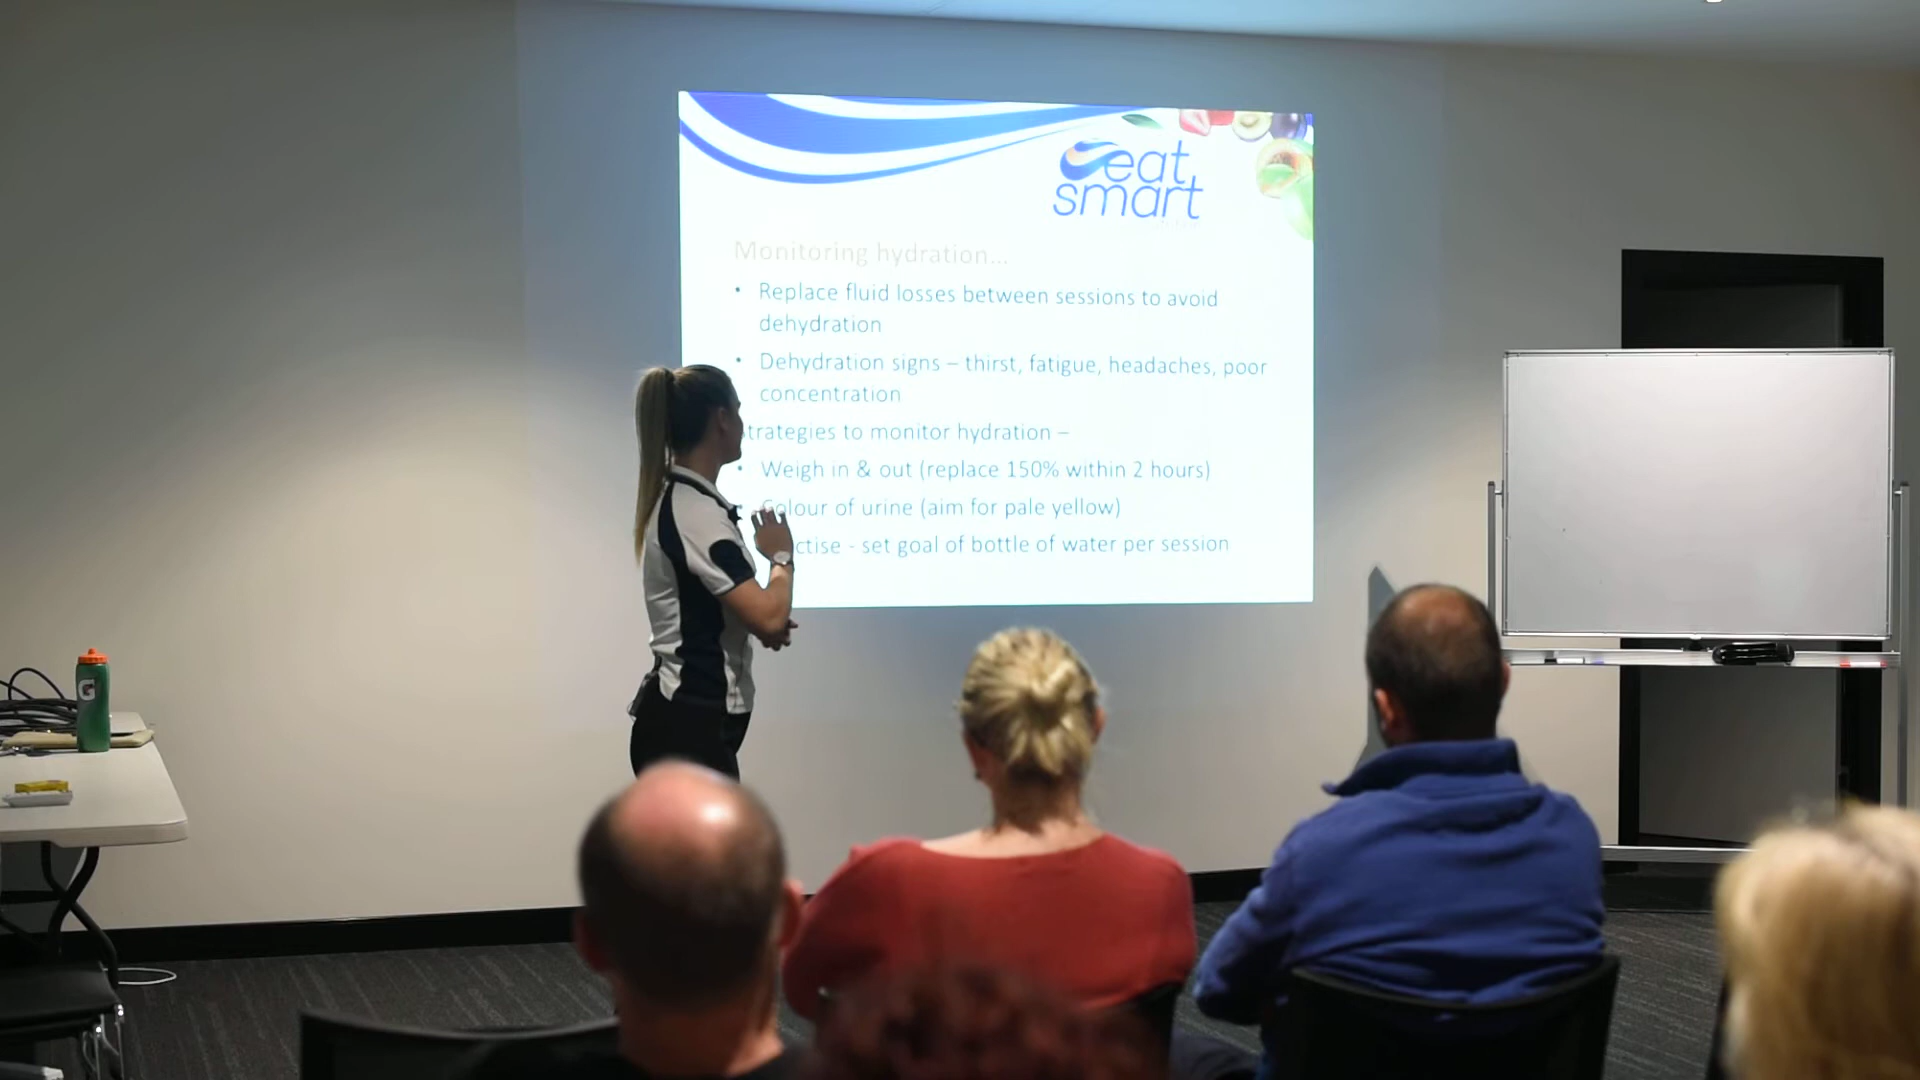 eat
smart
Monitoring hydration...
• Replace fluid losses between sessions to avoid
dehydration
• Dehydration signs – thirst, fatigue, headaches, poor
concentration
trategies to monitor hydration –
• Weigh in & out (replace 150% within 2 hours)
• Colour of urine (aim for pale yellow)
ctise - set goal of bottle of water per session
G